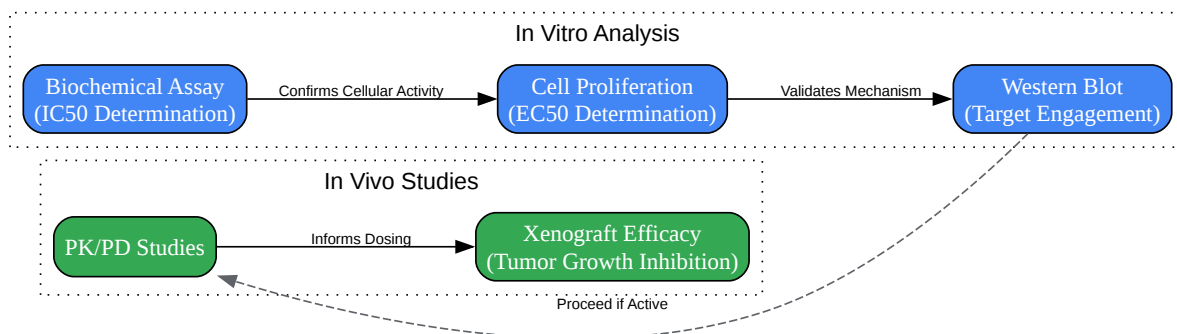 In Vitro Analysis
Biochemical Assay
(IC50 Determination)
Confirms Cellular Activity
Cell Proliferation
(EC50 Determination)
Validates Mechanism
Western Blot
(Target Engagement)
In Vivo Studies
PK/PD Studies
Informs Dosing
Xenograft Efficacy
(Tumor Growth Inhibition)
Proceed if Active